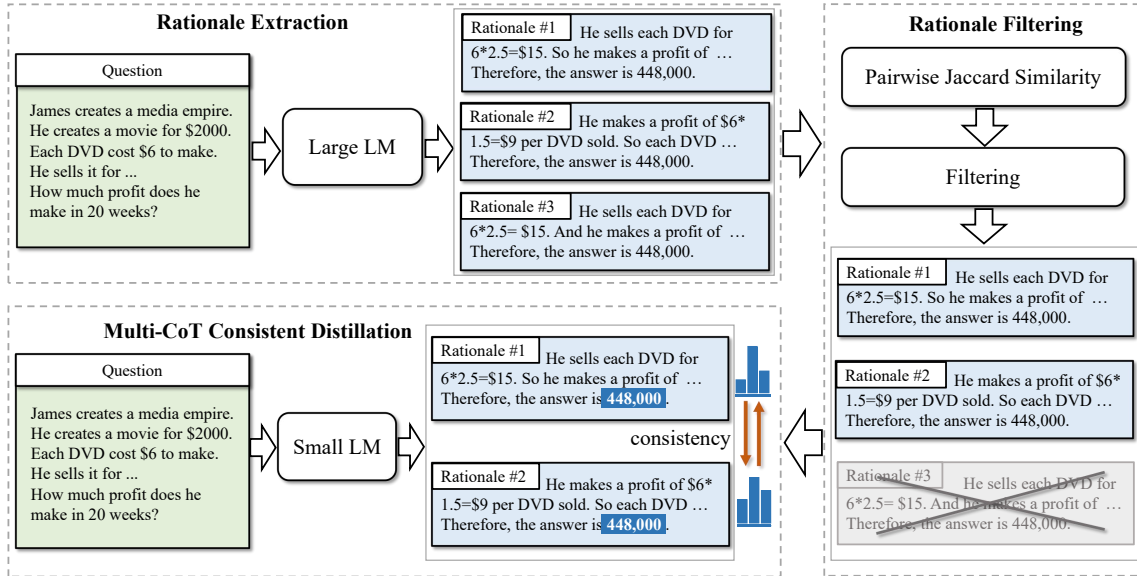 Rationale Extraction
Question
James creates a media empire.
He creates a movie for $2000.
Each DVD cost $6 to make.
He sells it for ...
How much profit does he
make in 20 weeks?
Large LM
Rationale #1 He sells each DVD for
6*2.5=$15. So he makes a profit of …
Therefore, the answer is 448,000.
Rationale #2 He makes a profit of $6*
1.5=$9 per DVD sold. So each DVD …
Therefore, the answer is 448,000.
Rationale #3 He sells each DVD for
6*2.5= $15. And he makes a profit of …
Therefore, the answer is 448,000.
Rationale Filtering
Pairwise Jaccard Similarity
Filtering
Rationale #1 He sells each DVD for
6*2.5=$15. So he makes a profit of …
Therefore, the answer is 448,000.
Rationale #2 He makes a profit of $6*
1.5=$9 per DVD sold. So each DVD …
Therefore, the answer is 448,000.
Rationale #3 He sells each DVD for
6*2.5= $15. And he makes a profit of …
Therefore, the answer is 448,000.
Multi-CoT Consistent Distillation
Question
James creates a media empire.
He creates a movie for $2000.
Each DVD cost $6 to make.
He sells it for ...
How much profit does he
make in 20 weeks?
Small LM
Rationale #1 He sells each DVD for
6*2.5=$15. So he makes a profit of …
Therefore, the answer is 448,000.
consistency
Rationale #2 He makes a profit of $6*
1.5=$9 per DVD sold. So each DVD …
Therefore, the answer is 448,000.